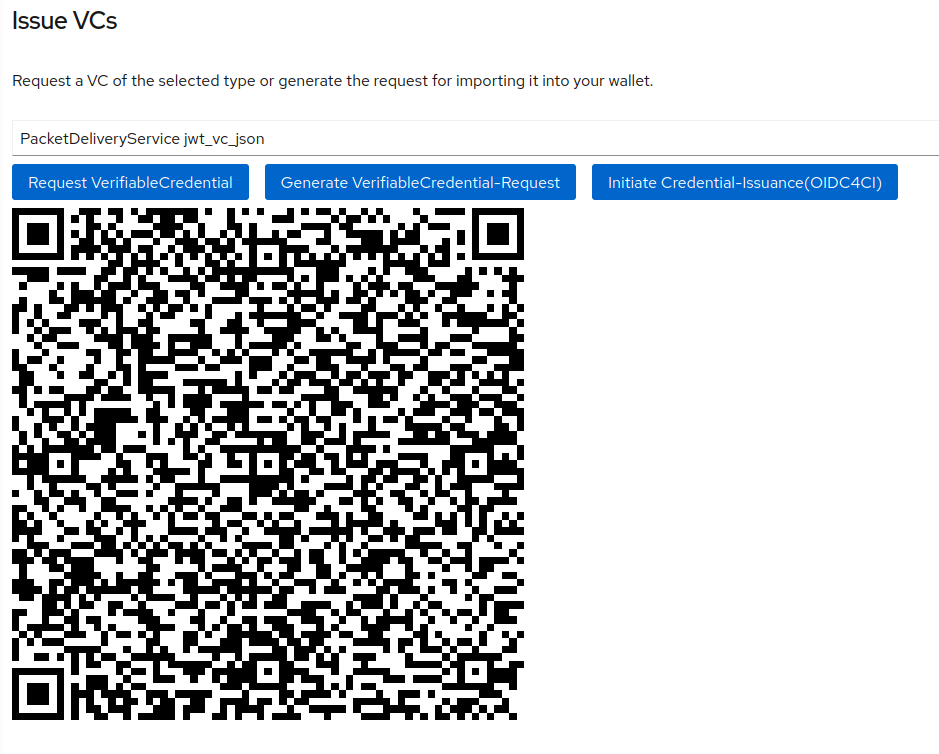 Issue VCs
Request a VC of the selected type or generate the request for importing it into your wallet.
PacketDeliveryService jwt_vc_json
Request VerifiableCredential
Generate VerifiableCredential-Request
Initiate Credential-Issuance(OIDC4CI)